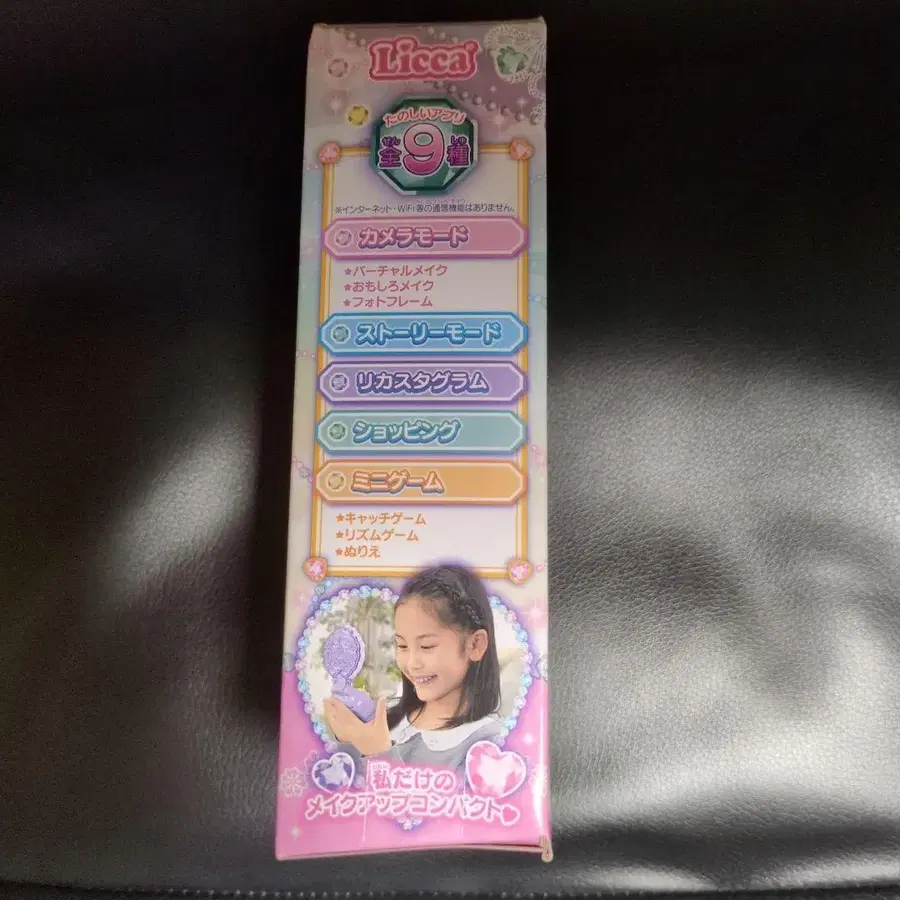 Licca
たのしいアプリ
全9種
※インターネット・WiFi等の通信機能はありません。
カメラモード
★バーチャルメイク
★おもしろメイク
★フォトフレーム
ストーリーモード
リカスタグラム
ショッピング
ミニゲーム
★キャッチゲーム
★リズムゲーム
★ぬりえ
私だけの
メイクアップコンパクト♥